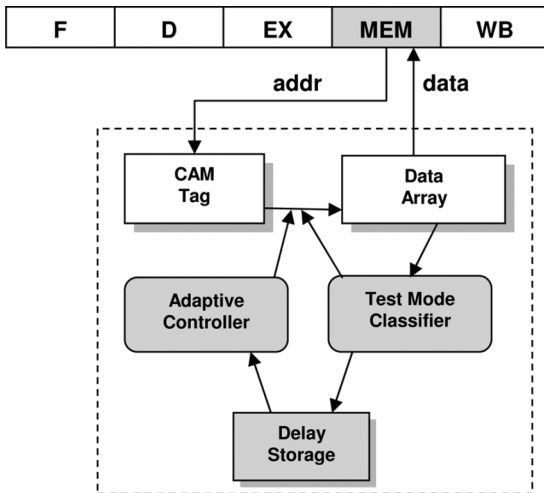 F D EX MEM WB
addr data
CAM
Tag
Data
Array
Adaptive
Controller
Test Mode
Classifier
Delay
Storage